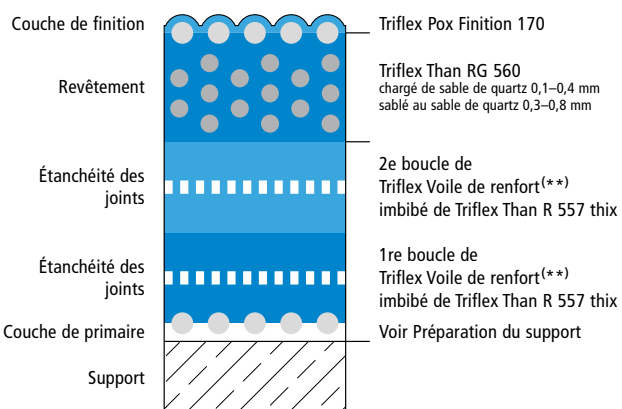 Couche de finition
Triflex Pox Finition 170
Revêtement
Triflex Than RG 560
chargé de sable de quartz 0,1–0,4 mm
sablé au sable de quartz 0,3–0,8 mm
Étanchéité des
joints
2e boucle de
Triflex Voile de renfort(**)
imbibé de Triflex Than R 557 thix
Étanchéité des
joints
1re boucle de
Triflex Voile de renfort(**)
imbibé de Triflex Than R 557 thix
Couche de primaire
Voir Préparation du support
Support